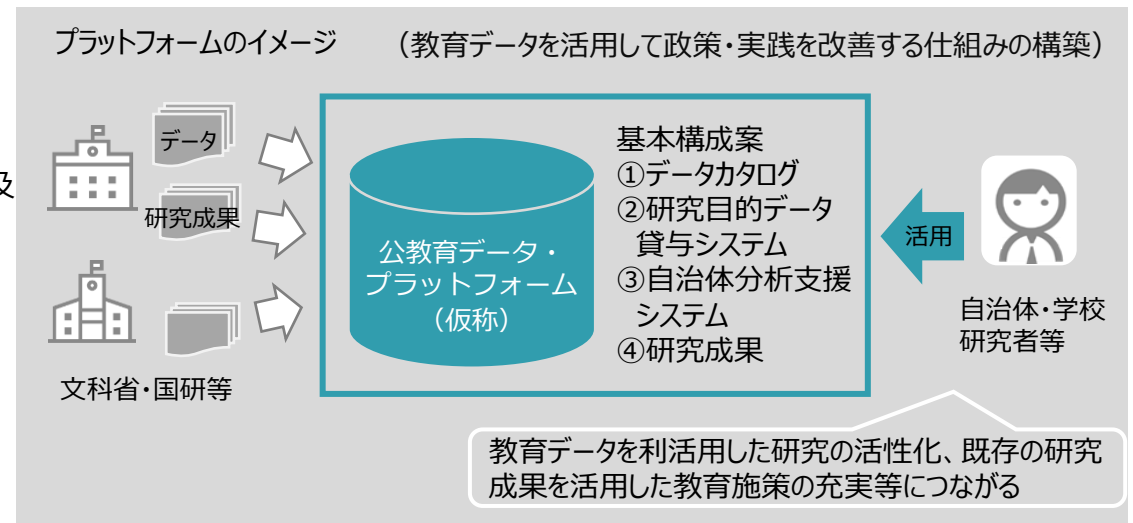 プラットフォームのイメージ （教育データを活用して政策・実践を改善する仕組みの構築）
及
データ
研究成果
文科省・国研等
公教育データ・
プラットフォーム
（仮称）
基本構成案
①データカタログ
②研究目的データ
貸与システム
③自治体分析支援
システム
④研究成果
活用
自治体・学校
研究者等
教育データを利活用した研究の活性化、既存の研究
成果を活用した教育施策の充実等につながる